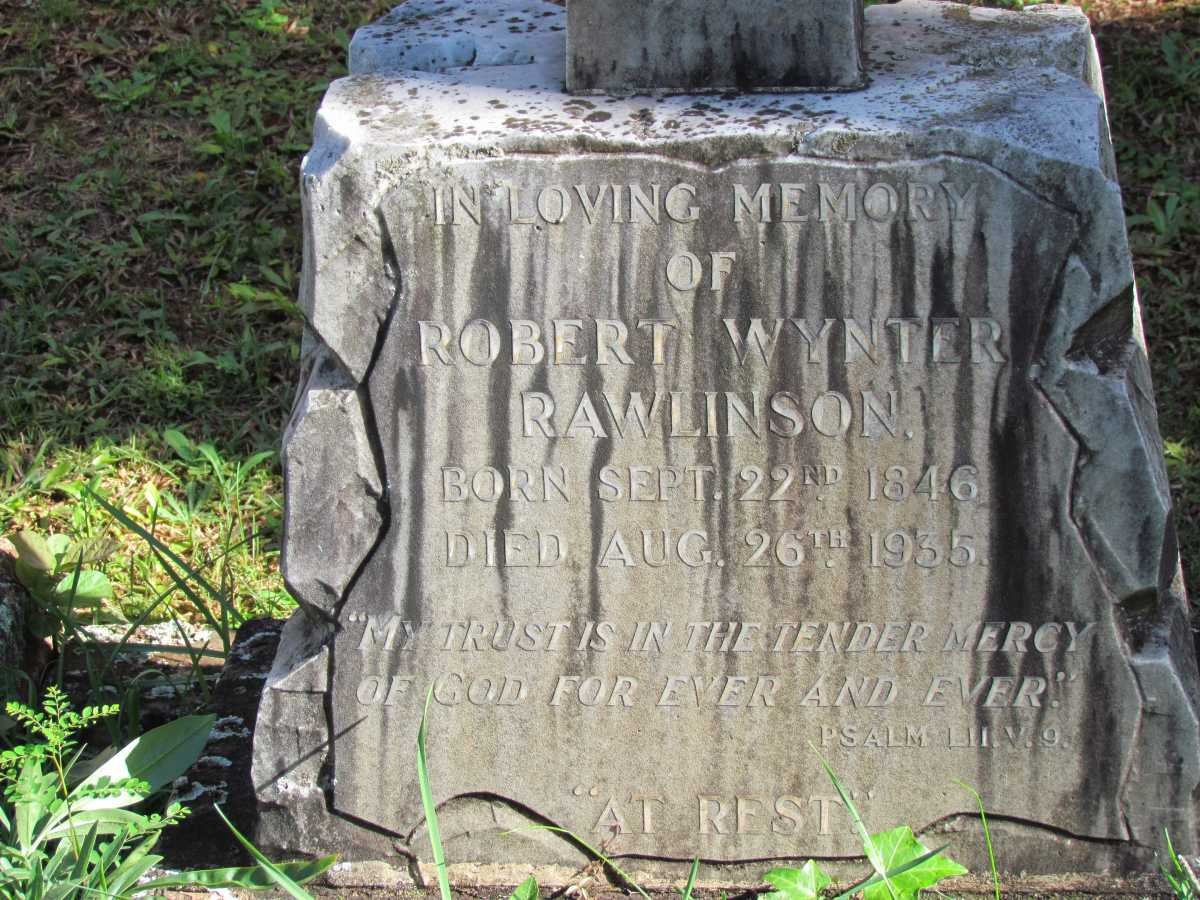 IN LOVING MEMORY
OF
ROBERT WYNTER
RAWLINSON.
BORN SEPT. 22ND. 1846
DIED AUG. 26TH. 1935.
"MY TRUST IS IN THE TENDER MERCY
OF GOD FOR EVER AND EVER."
PSALM LII.V.9.
"AT REST."